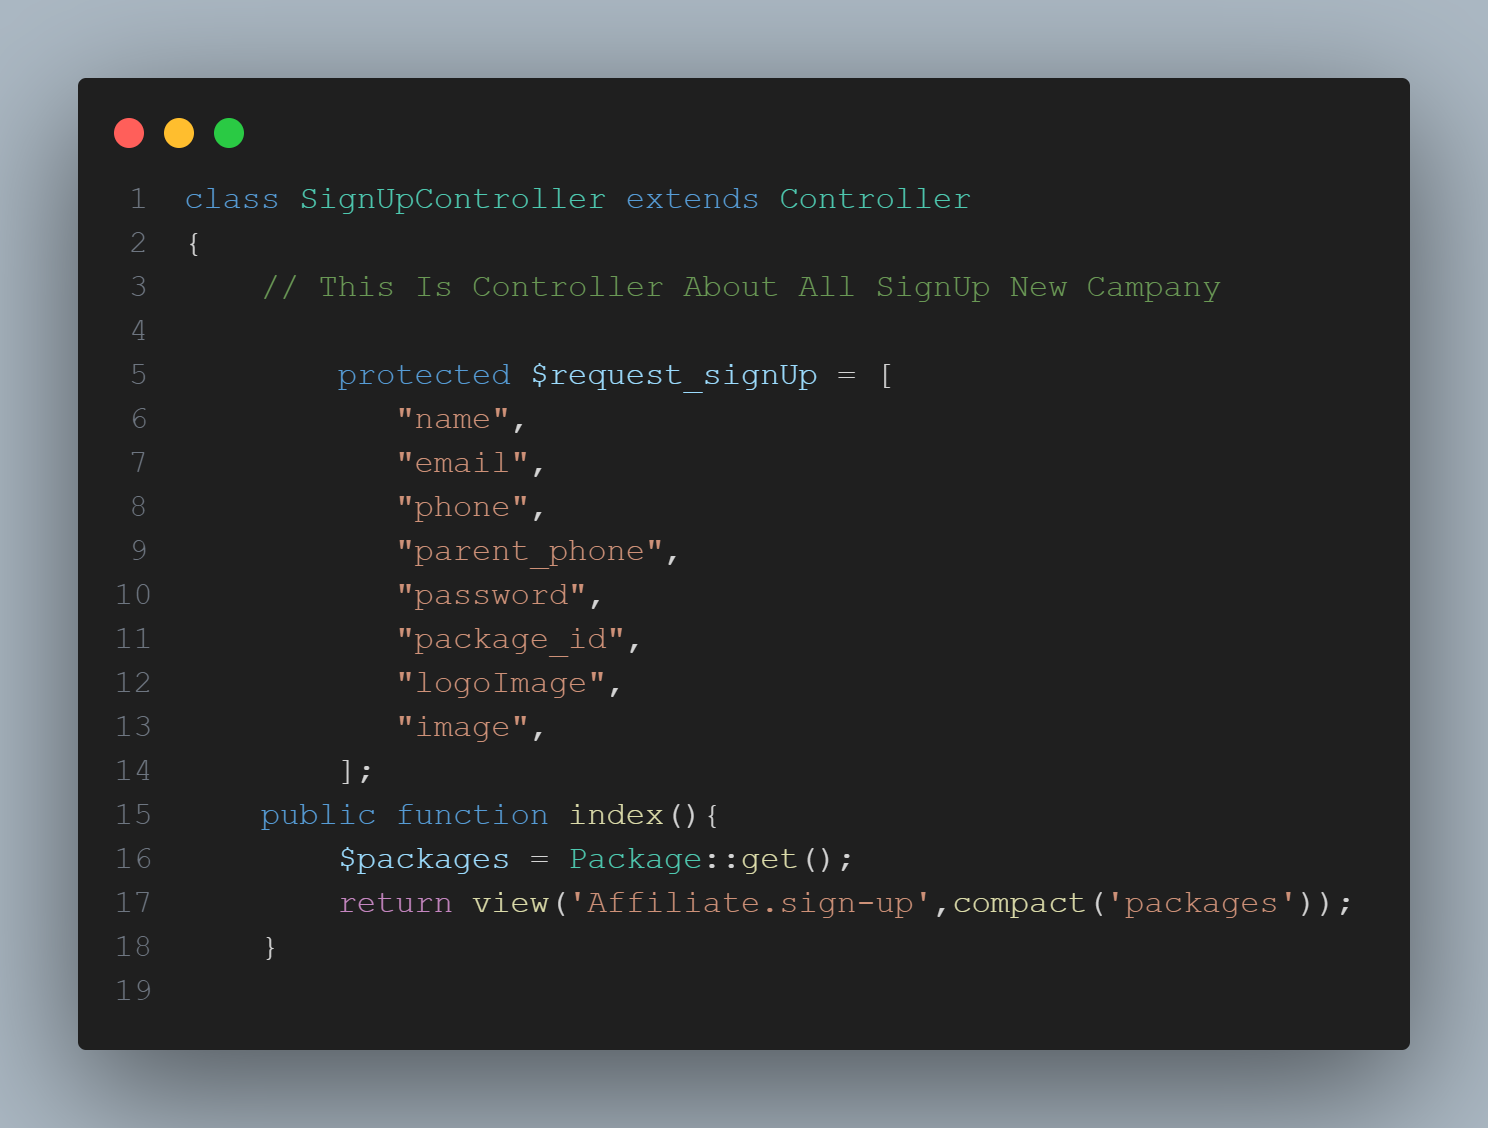 1 class SignUpController extends Controller
2 {
3 // This Is Controller About All SignUp New Campany
4
5 protected $request_signUp = [
6 "name",
7 "email",
8 "phone",
9 "parent_phone",
10 "password",
11 "package_id",
12 "logoImage",
13 "image",
14 ];
15 public function index(){
16 $packages = Package::get();
17 return view('Affiliate.sign-up',compact('packages'));
18 }
19